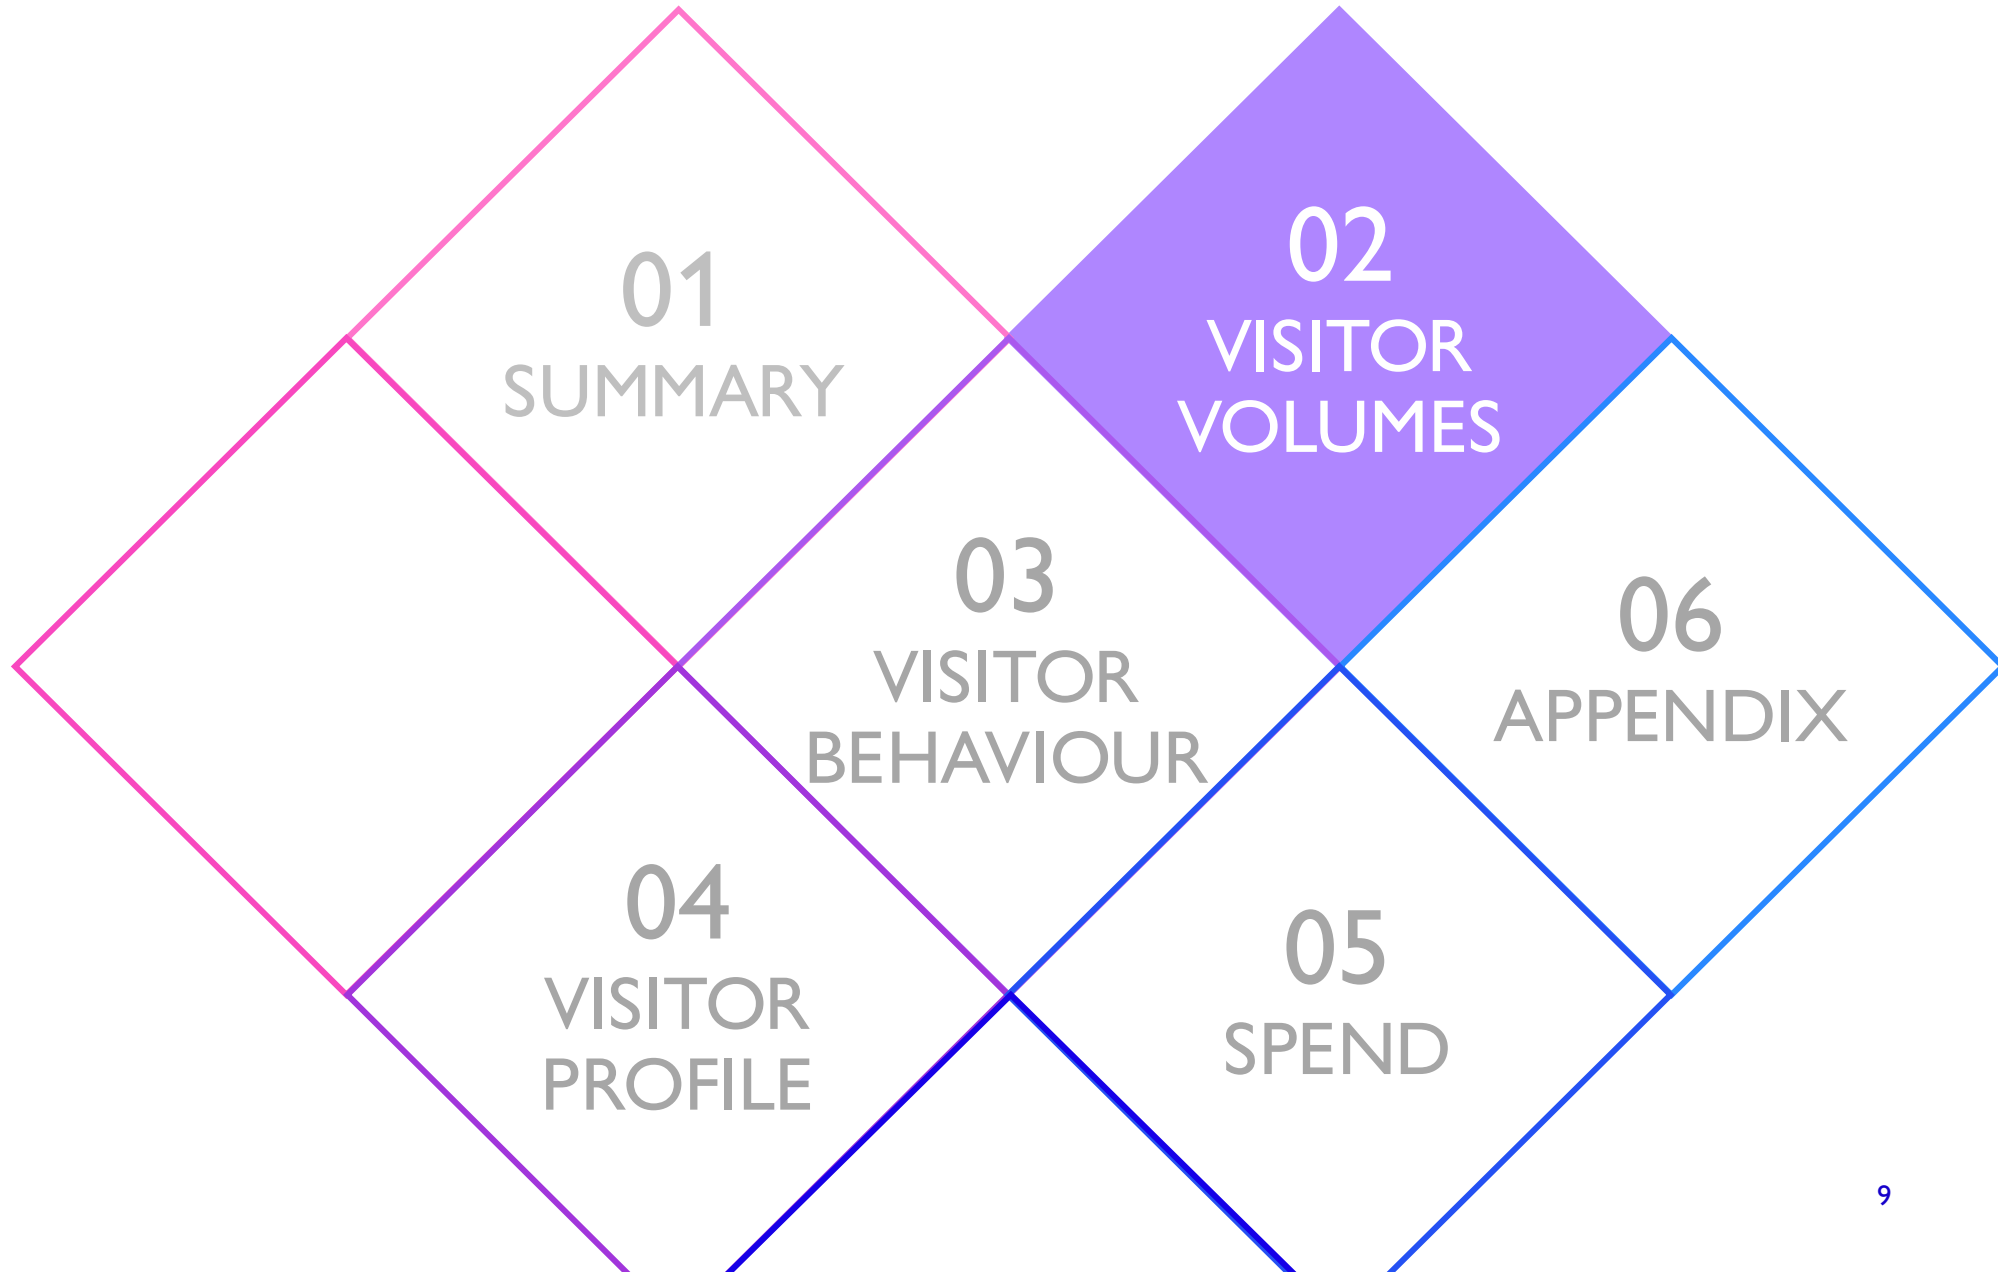 01
SUMMARY
02
VISITOR
VOLUMES
03
VISITOR
BEHAVIOUR
06
APPENDIX
04
VISITOR
PROFILE
05
SPEND
9